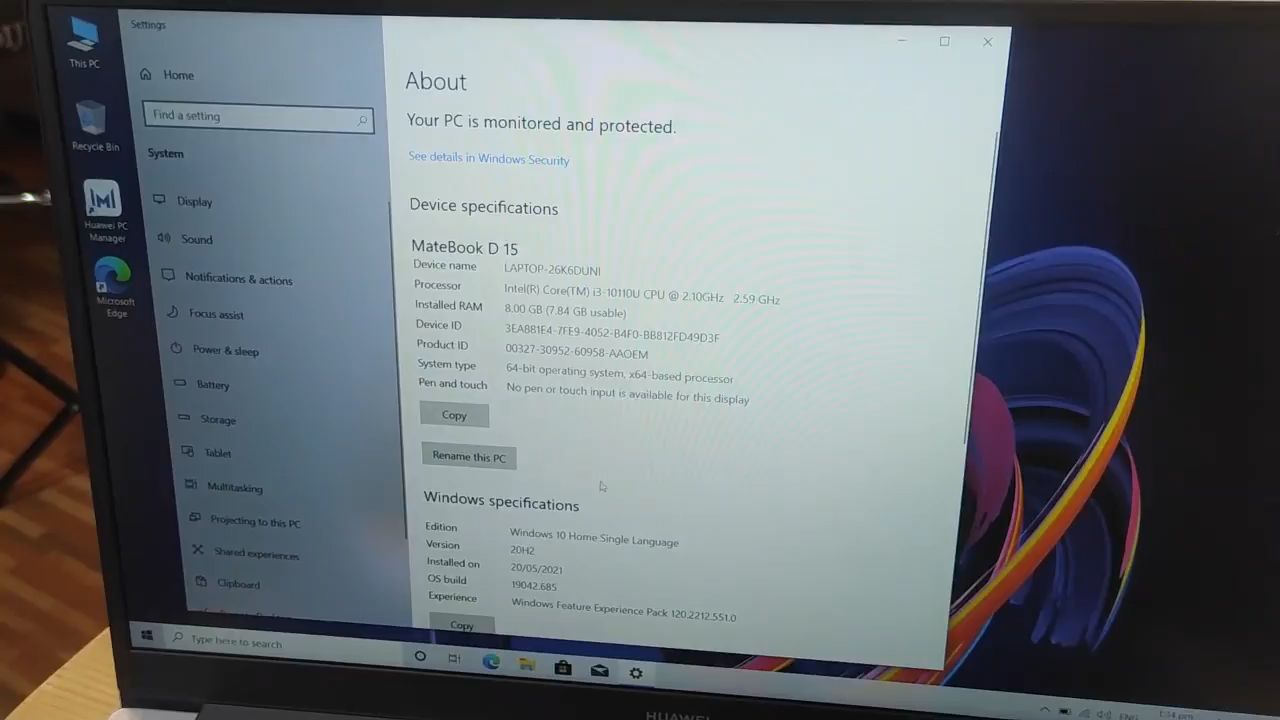 This PC
Recycle Bin
Huawei PC
Manager
Microsoft
Edge
Settings
Home
Find a setting
System
Display
Sound
Notifications & actions
Focus assist
Power & sleep
Battery
Storage
Tablet
Multitasking
Projecting to this PC
Shared experiences
Clipboard
About
Your PC is monitored and protected.
See details in Windows Security
Device specifications
MateBook D 15
Device name LAPTOP-26K6DUNI
Processor Intel(R) Core(TM) i3-10110U CPU @ 2.10GHz 2.59 GHz
Installed RAM 8.00 GB (7.84 GB usable)
Device ID 3EA881E4-7FE9-4052-B4F0-BB812FD49D3F
Product ID 00327-30952-60958-AAOEM
System type 64-bit operating system, x64-based processor
Pen and touch No pen or touch input is available for this display
Copy
Rename this PC
Windows specifications
Edition Windows 10 Home Single Language
Version 20H2
Installed on 20/05/2021
OS build 19042.685
Experience Windows Feature Experience Pack 120.2212.551.0
Copy
Type here to search
ENG
HUAWEI